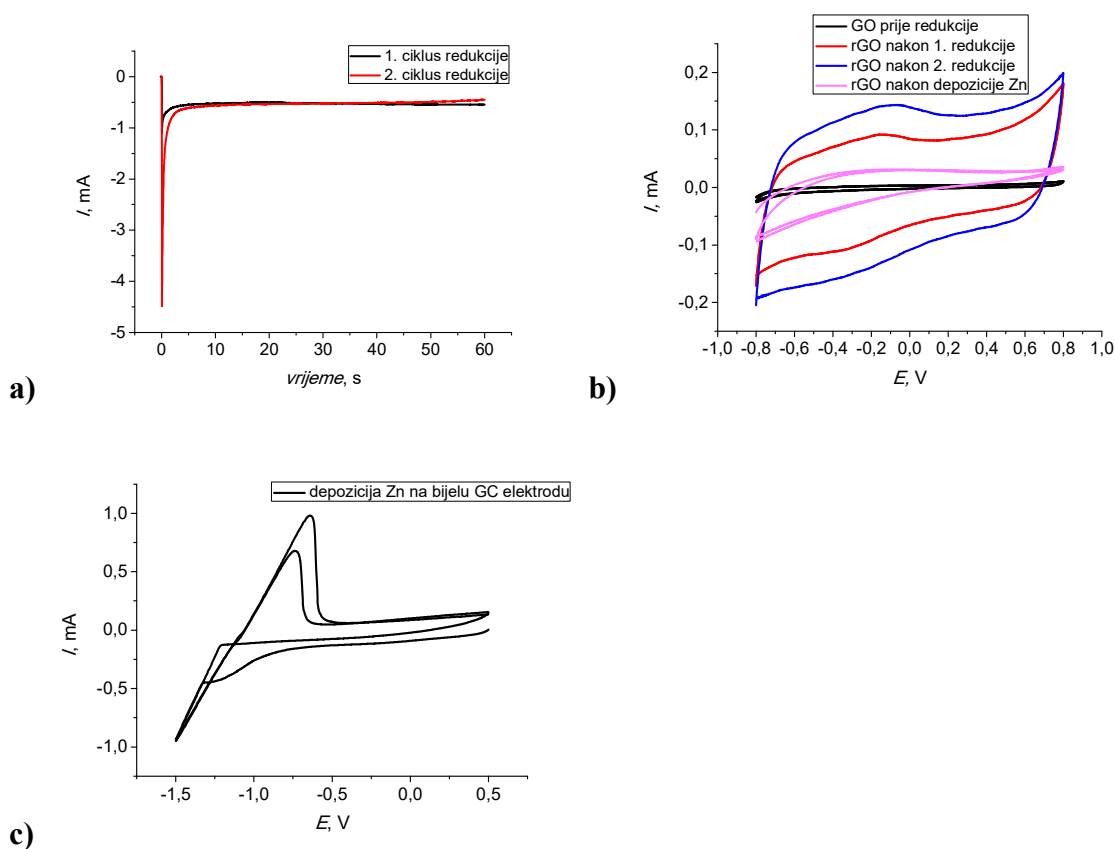 1. ciklus redukcije
2. ciklus redukcije
0
-1
-2
-3
-4
-5
I, mA
0 10 20 30 40 50 60
vrijeme, s
a)
GO prije redukcije
rGO nakon 1. redukcije
rGO nakon 2. redukcije
rGO nakon depozicije Zn
0,2
0,1
0,0
-0,1
-0,2
I, mA
-1,0 -0,8 -0,6 -0,4 -0,2 0,0 0,2 0,4 0,6 0,8 1,0
E, V
b)
depozicija Zn na bijelu GC elektrodu
1,0
0,5
0,0
-0,5
-1,0
I, mA
-1,5 -1,0 -0,5 0,0 0,5
E, V
c)